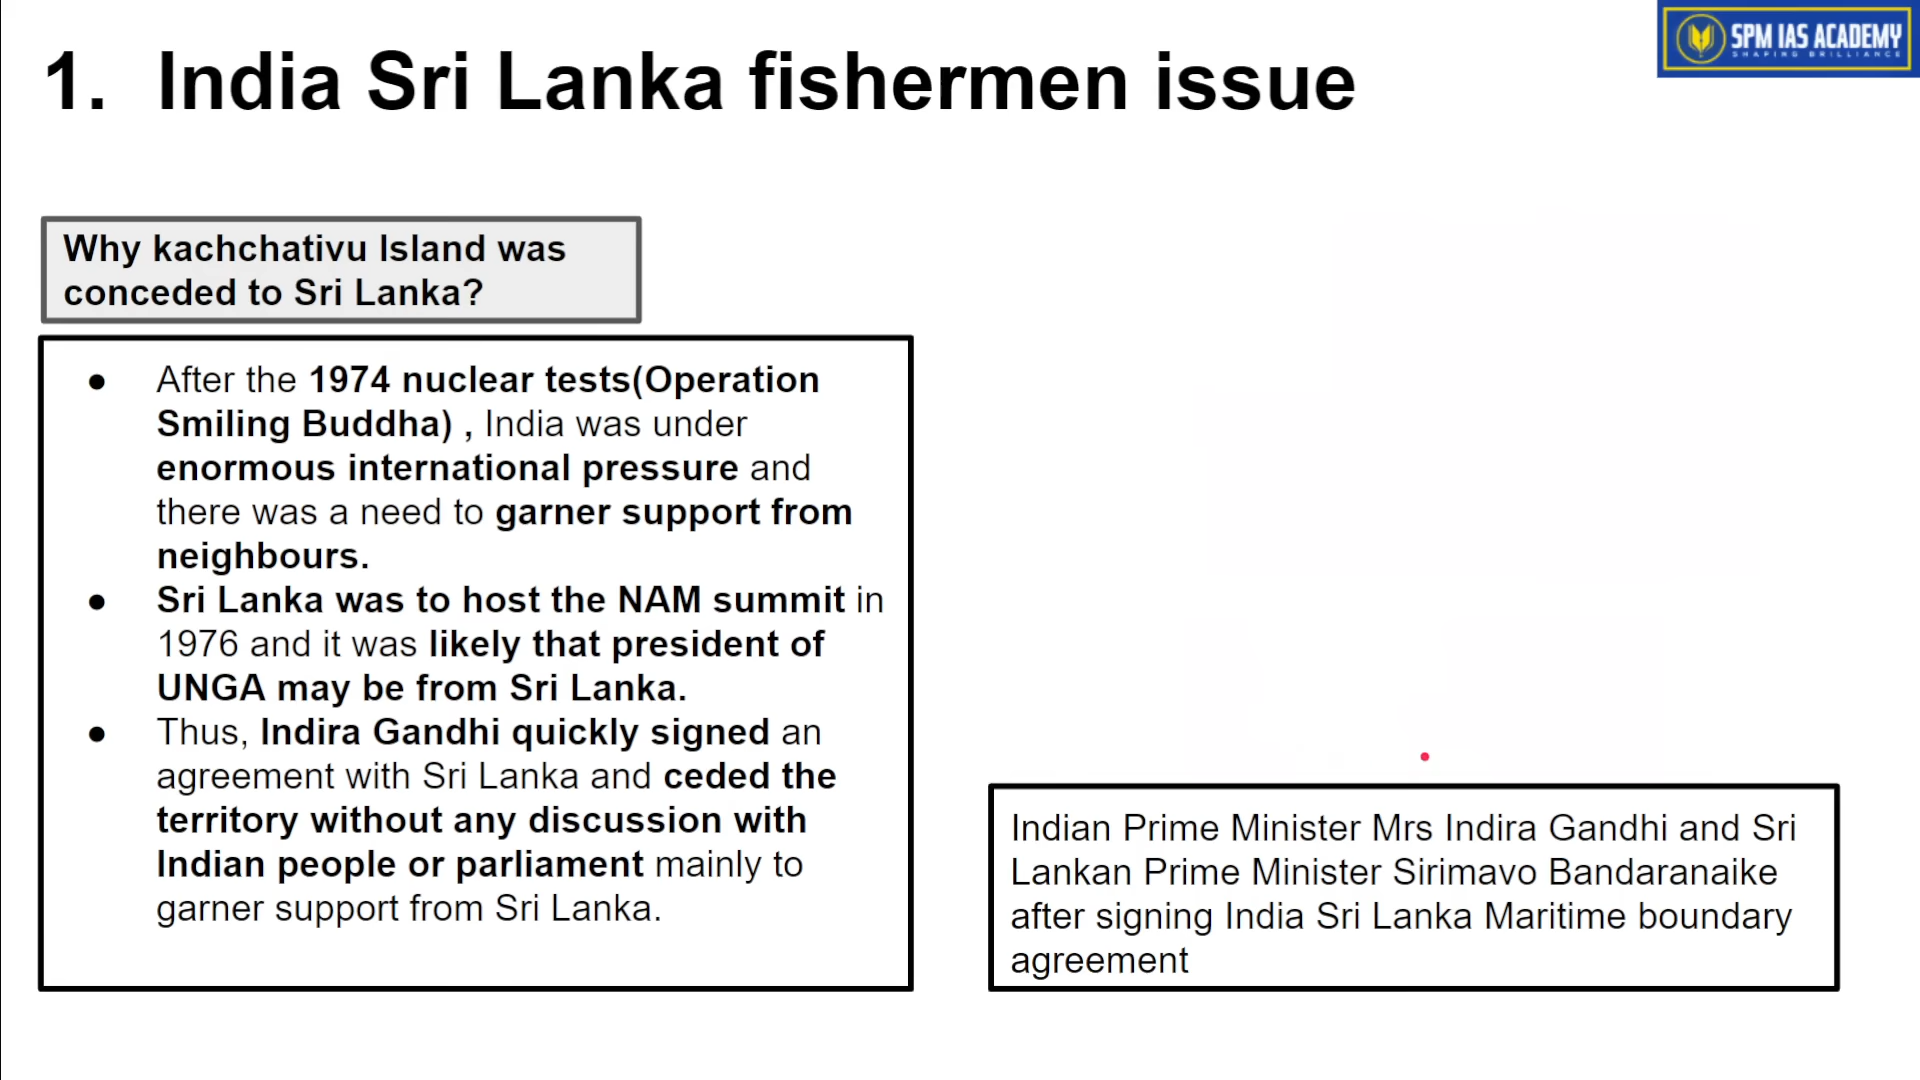 SPM IAS ACADEMY
SHAPING BRILLIANCE
1. India Sri Lanka fishermen issue
Why kachchativu Island was
conceded to Sri Lanka?
● After the 1974 nuclear tests(Operation
Smiling Buddha) , India was under
enormous international pressure and
there was a need to garner support from
neighbours.
● Sri Lanka was to host the NAM summit in
1976 and it was likely that president of
UNGA may be from Sri Lanka.
● Thus, Indira Gandhi quickly signed an
agreement with Sri Lanka and ceded the
territory without any discussion with
Indian people or parliament mainly to
garner support from Sri Lanka.
Indian Prime Minister Mrs Indira Gandhi and Sri
Lankan Prime Minister Sirimavo Bandaranaike
after signing India Sri Lanka Maritime boundary
agreement